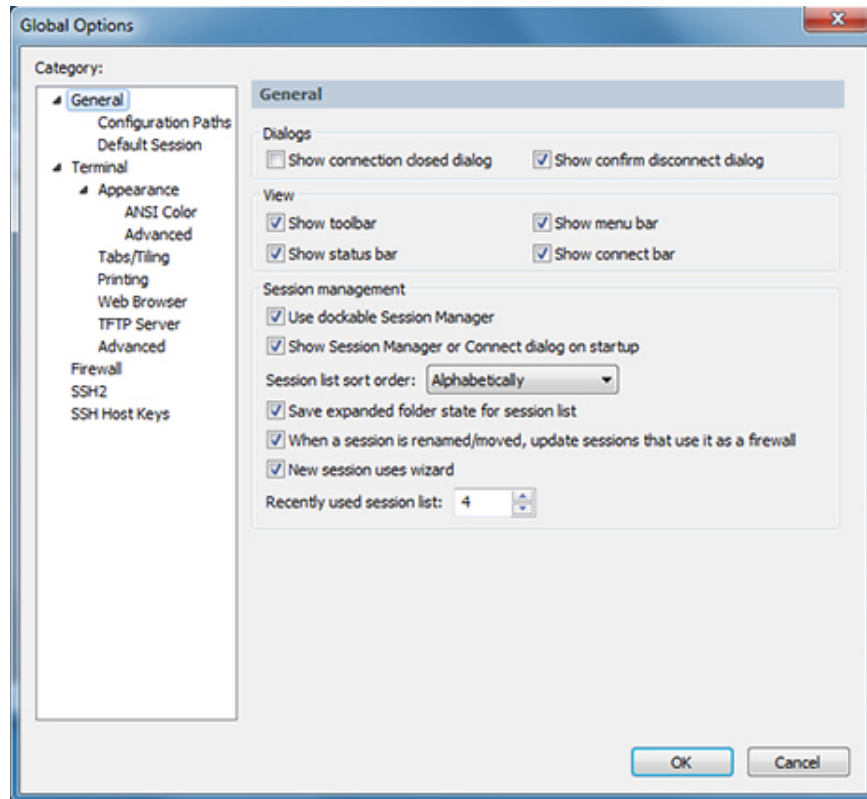 Global Options
Category:
General
Configuration Paths
Default Session
Terminal
Appearance
ANSI Color
Advanced
Tabs/Tiling
Printing
Web Browser
TFTP Server
Advanced
Firewall
SSH2
SSH Host Keys
General
Dialogs
Show connection closed dialog Show confirm disconnect dialog
View
Show toolbar Show menu bar
Show status bar Show connect bar
Session management
Use dockable Session Manager
Show Session Manager or Connect dialog on startup
Session list sort order: Alphabetically
Save expanded folder state for session list
When a session is renamed/moved, update sessions that use it as a firewall
New session uses wizard
Recently used session list: 4
OK Cancel